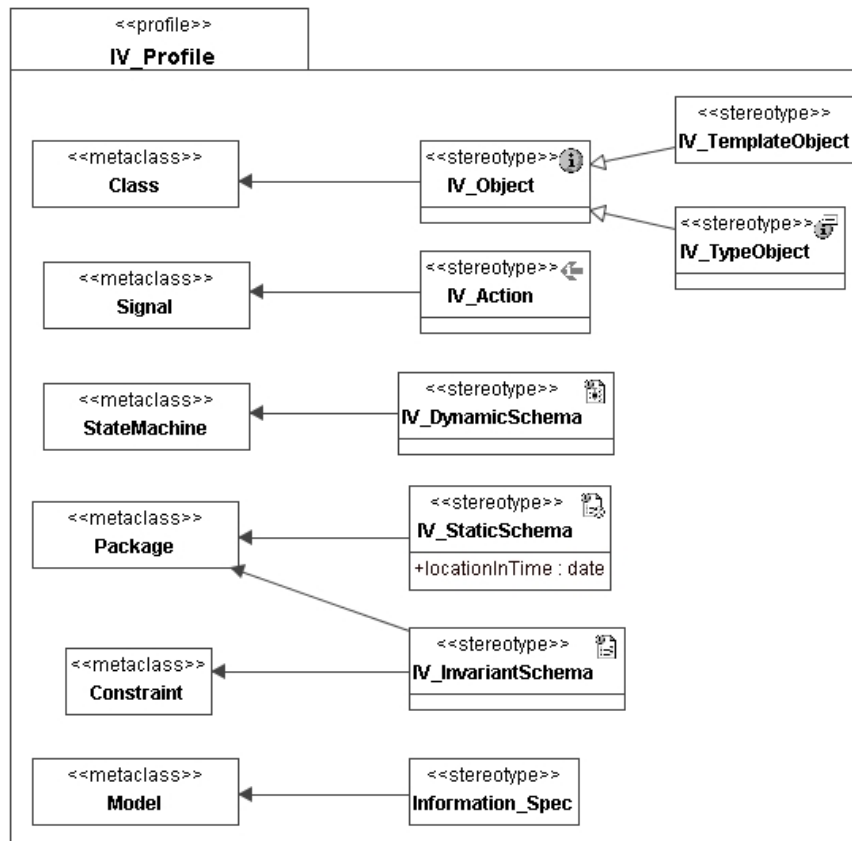 <<profile>>
IV_Profile
<<stereotype>>
IV_TemplateObject
<<metaclass>>
Class
<<stereotype>>
IV_Object
<<stereotype>>
IV_TypeObject
<<metaclass>>
Signal
<<stereotype>>
IV_Action
<<metaclass>>
StateMachine
<<stereotype>>
IV_DynamicSchema
<<metaclass>>
Package
<<stereotype>>
IV_StaticSchema
+locationInTime : date
<<metaclass>>
Constraint
<<stereotype>>
IV_InvariantSchema
<<metaclass>>
Model
<<stereotype>>
Information_Spec